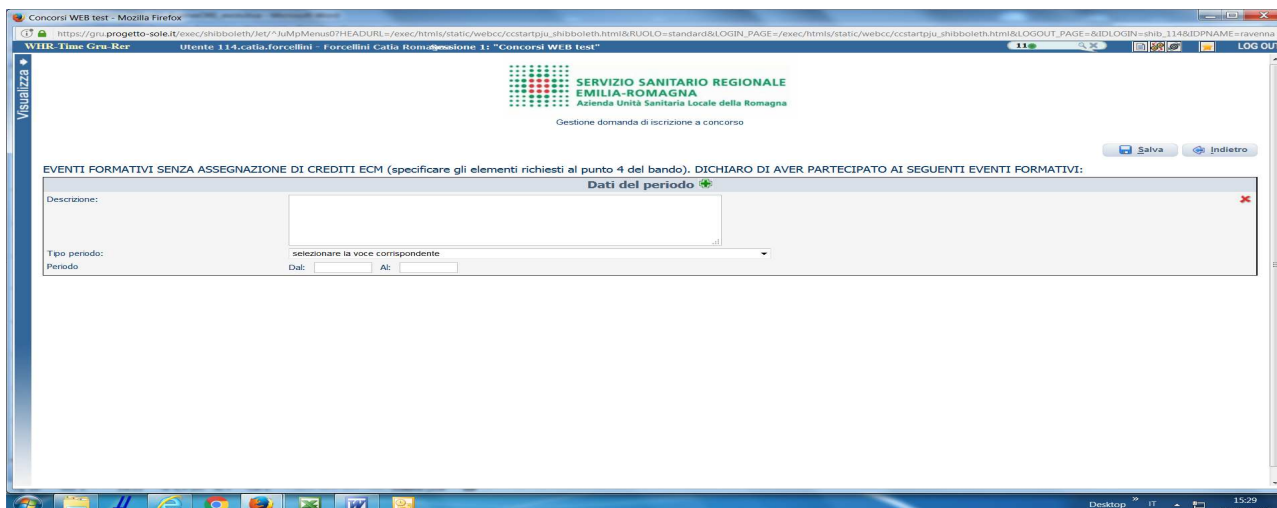 Concorsi WEB test - Mozilla Firefox
https://gru.progetto-sole.it/exec/shibboleth/Jet/^JuMpMenus0?HEADURL=/exec/htmls/static/webcc/ccstartpju_shibboleth.html&RUOLO=standard&LOGIN_PAGE=/exec/htmls/static/webcc/ccstartpju_shibboleth.html&LOGOUT_PAGE=&IDLOGIN=shib_114&IDPNAME=ravenna
WHR-Time Gru-Rer Utente 114.catia.forcellini - Forcellini Catia Romag Sessione 1: "Concorsi WEB test" 11 LOG OU
Visualizza
SERVIZIO SANITARIO REGIONALE
EMILIA-ROMAGNA
Azienda Unità Sanitaria Locale della Romagna
Gestione domanda di iscrizione a concorso
Salva Indietro
EVENTI FORMATIVI SENZA ASSEGNAZIONE DI CREDITI ECM (specificare gli elementi richiesti al punto 4 del bando). DICHIARO DI AVER PARTECIPATO AI SEGUENTI EVENTI FORMATIVI:
Dati del periodo
Descrizione:
Tipo periodo: selezionare la voce corrispondente
Periodo Dal: Al:
Desktop » IT 15:29